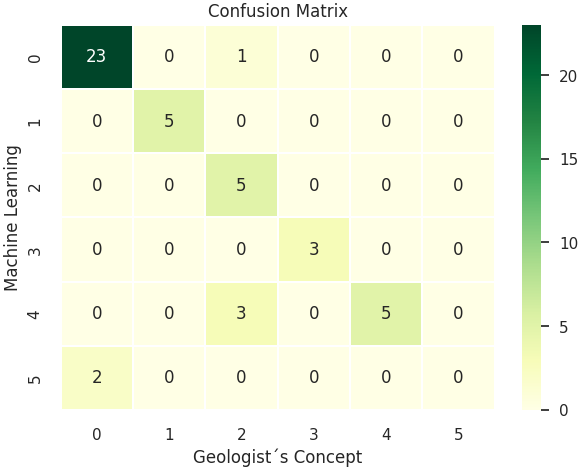 Confusion Matrix
0 23 0 1 0 0 0 20
1 0 5 0 0 0 0 15
2 0 0 5 0 0 0
3 0 0 0 3 0 0 10
4 0 0 3 0 5 0 5
5 2 0 0 0 0 0 0
0 1 2 3 4 5
Machine Learning
Geologist´s Concept